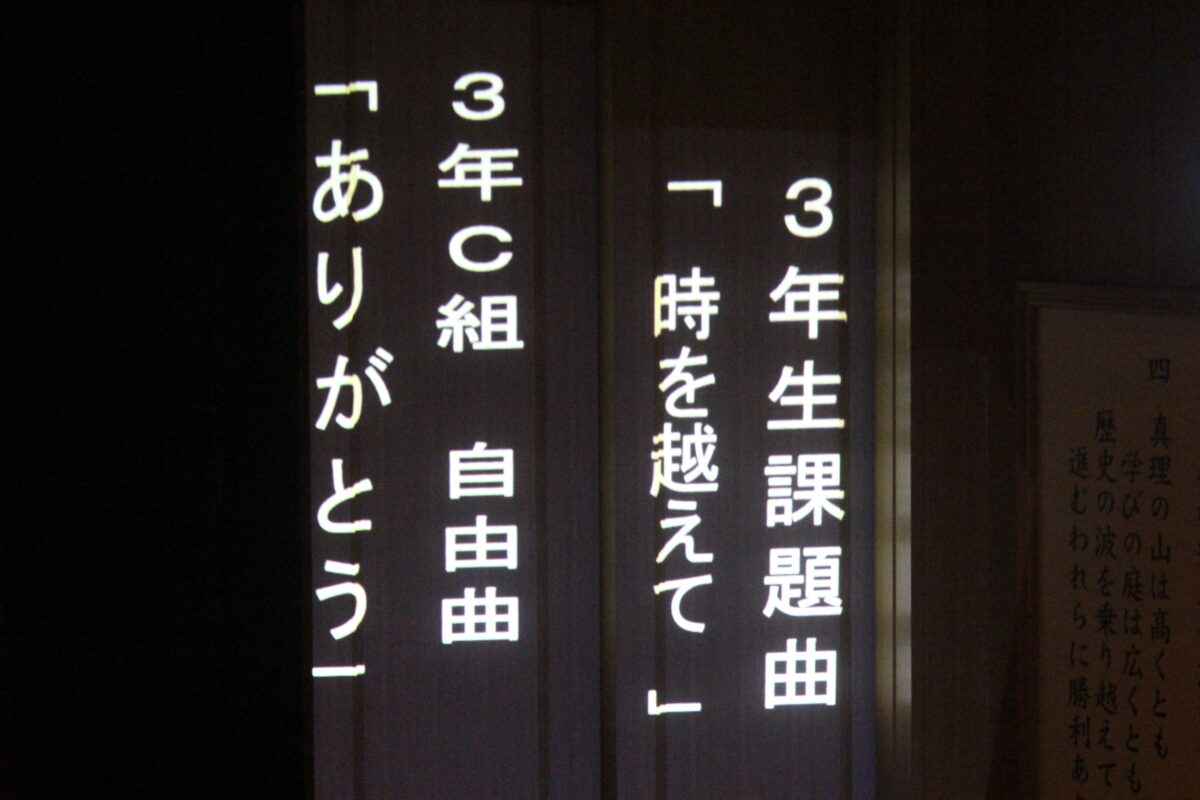 3年生課題曲
「 時を越えて 」
3年C組 自由曲
「ありがとう」
四 真理の山は高くとも
学びの庭は広くとも
歴史の波を乗り越えて
進むわれらに勝利あ